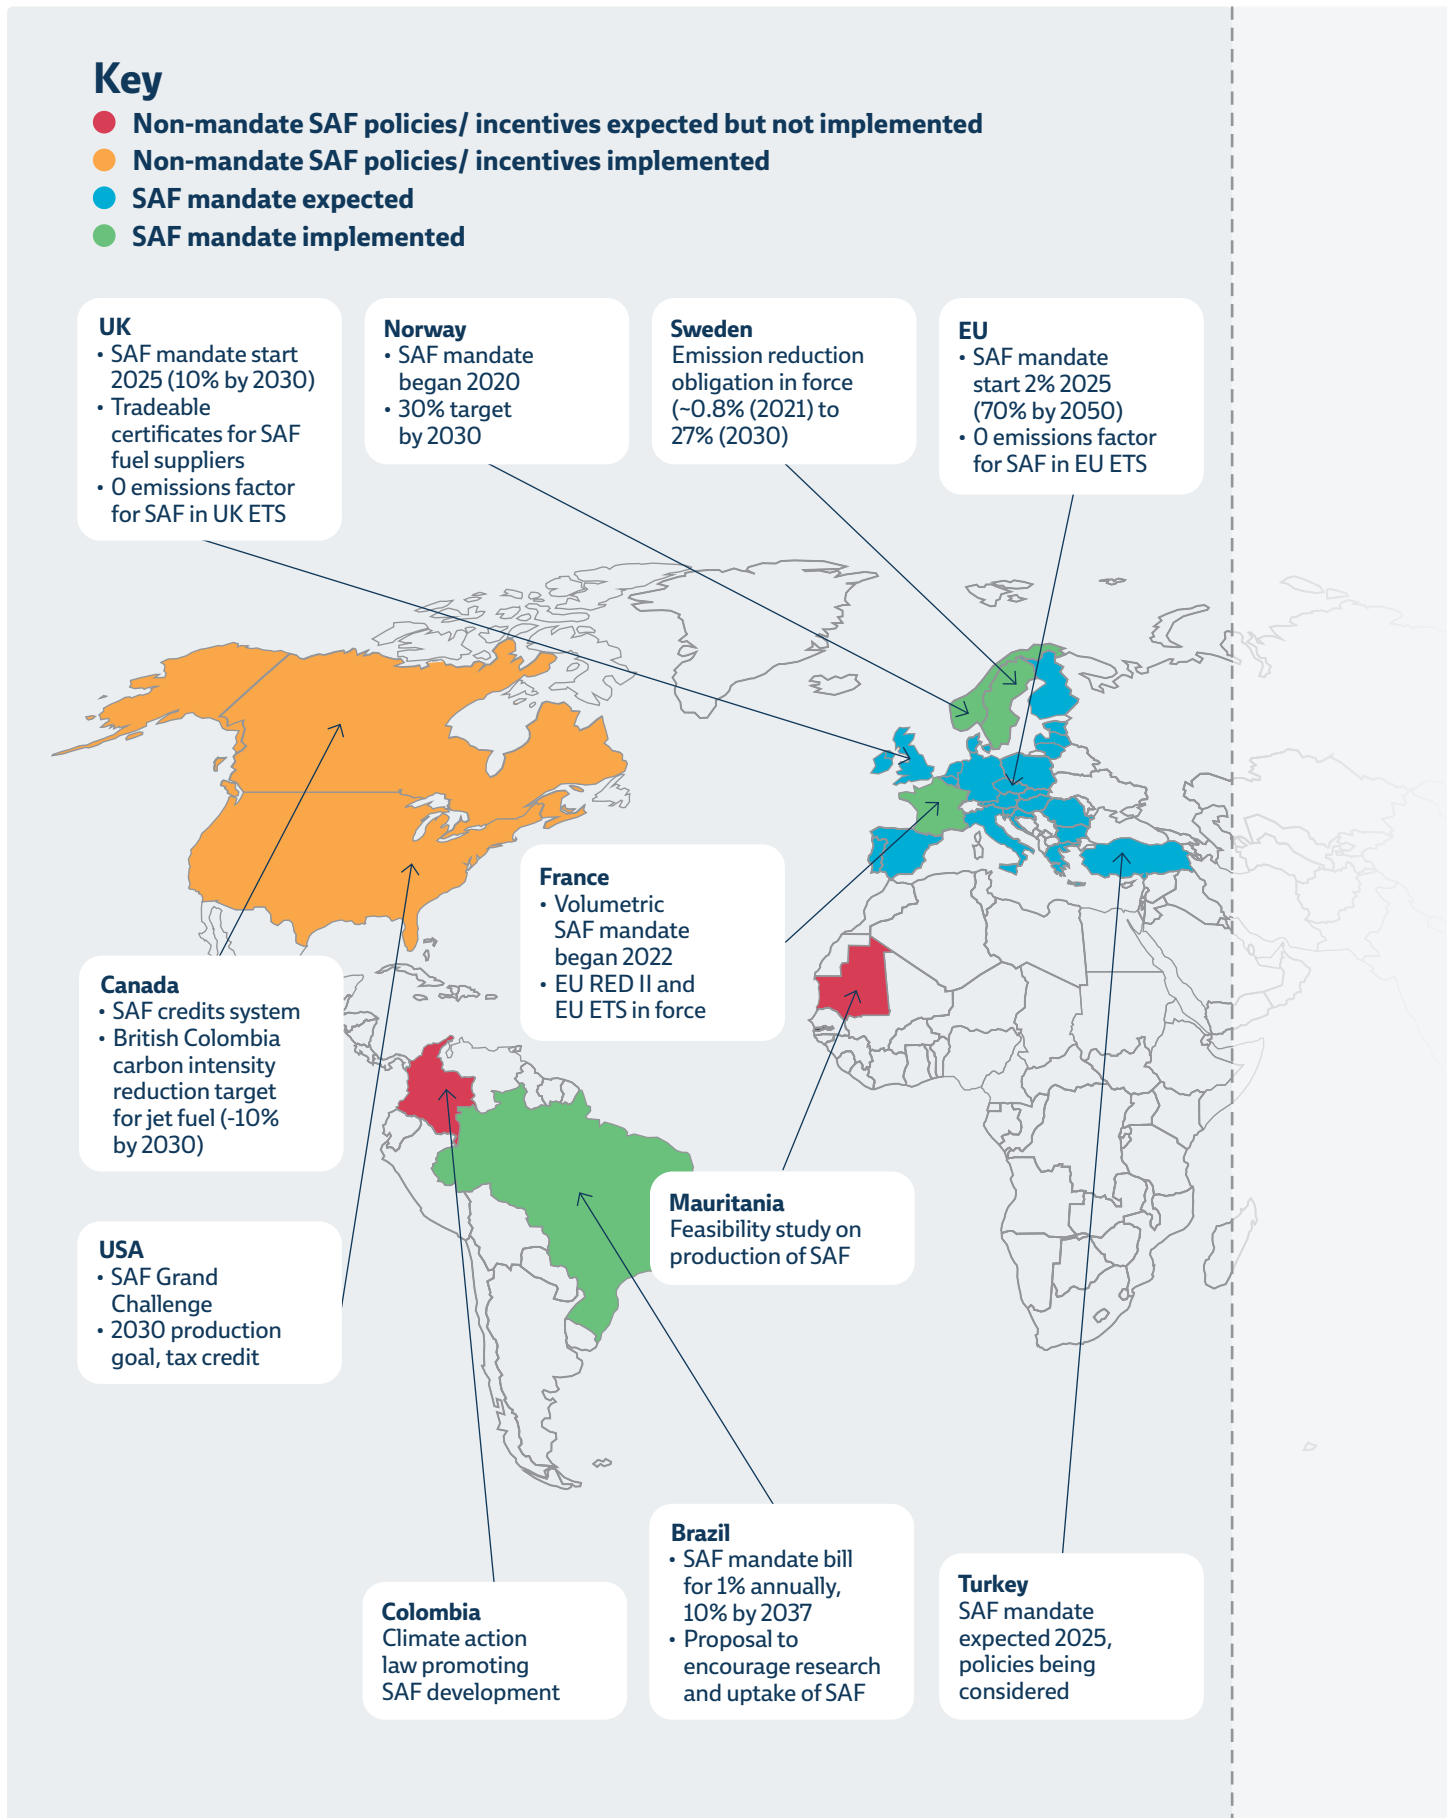 Key
Non-mandate SAF policies/ incentives expected but not implemented
Non-mandate SAF policies/ incentives implemented
SAF mandate expected
SAF mandate implemented
UK
• SAF mandate start
2025 (10% by 2030)
• Tradeable
certificates for SAF
fuel suppliers
• 0 emissions factor
for SAF in UK ETS
Norway
• SAF mandate
began 2020
• 30% target
by 2030
Sweden
Emission reduction
obligation in force
(~0.8% (2021) to
27% (2030)
EU
• SAF mandate
start 2% 2025
(70% by 2050)
• 0 emissions factor
for SAF in EU ETS
France
• Volumetric
SAF mandate
began 2022
• EU RED II and
EU ETS in force
Canada
• SAF credits system
• British Colombia
carbon intensity
reduction target
for jet fuel (-10%
by 2030)
Mauritania
Feasibility study on
production of SAF
USA
• SAF Grand
Challenge
• 2030 production
goal, tax credit
Colombia
Climate action
law promoting
SAF development
Brazil
• SAF mandate bill
for 1% annually,
10% by 2037
• Proposal to
encourage research
and uptake of SAF
Turkey
SAF mandate
expected 2025,
policies being
considered